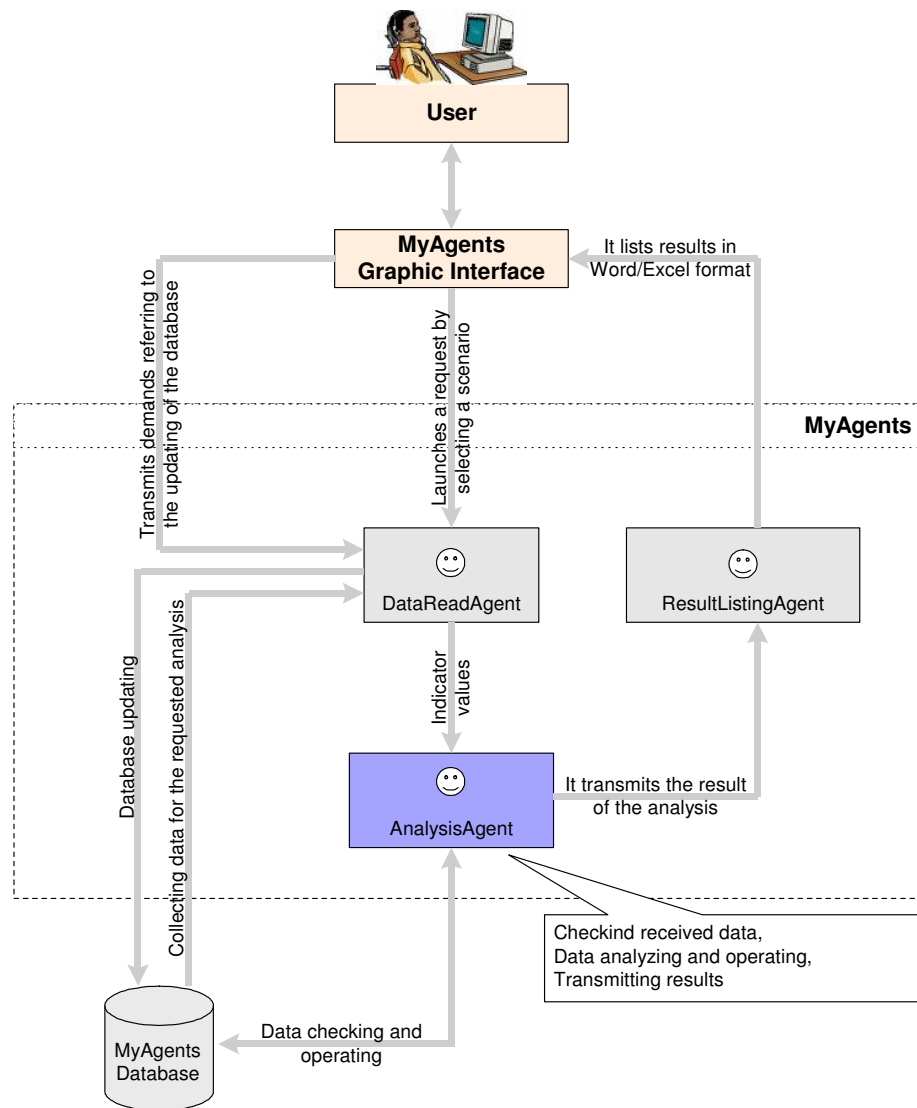 User
MyAgents
Graphic Interface
It lists results in
Word/Excel format
Transmits demands referring to
the updating of the database
Launches a request by
selecting a scenario
MyAgents
DataReadAgent
ResultListingAgent
Database updating
Collecting data for the requested analysis
Indicator
values
AnalysisAgent
It transmits the result
of the analysis
Checkind received data,
Data analyzing and operating,
Transmitting results
MyAgents
Database
Data checking and
operating